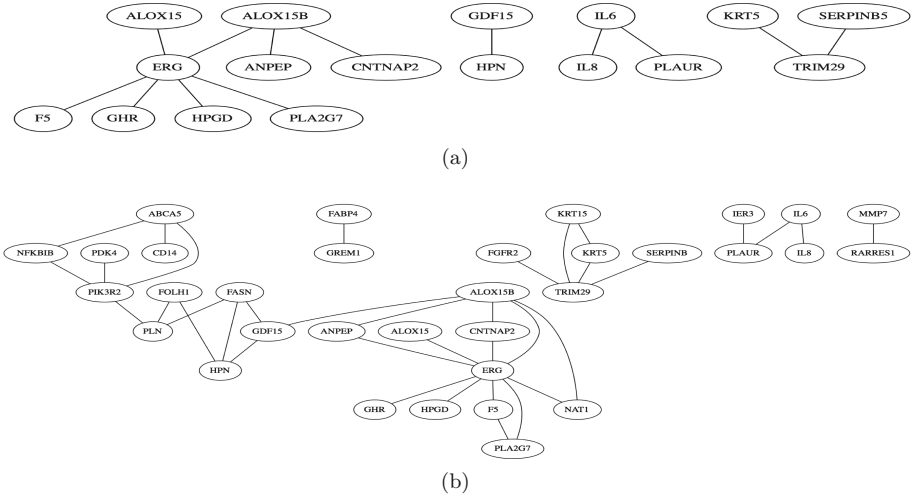 ALOX15 ALOX15B GDF15 IL6 KRT5 SERPINB5
ERG ANPEP CNTNAP2 HPN IL8 PLAUR TRIM29
F5 GHR HPGD PLA2G7
(a)
ABCA5 FABP4 KRT15 IER3 IL6 MMP7
NFKBIB PDK4 CD14 GREM1 FGFR2 KRT5 SERPINB PLAUR IL8 RARRES1
PIK3R2 FOLH1 FASN ALOX15B TRIM29
PLN GDF15 ANPEP ALOX15 CNTNAP2
HPN ERG
GHR HPGD F5 NAT1
PLA2G7
(b)